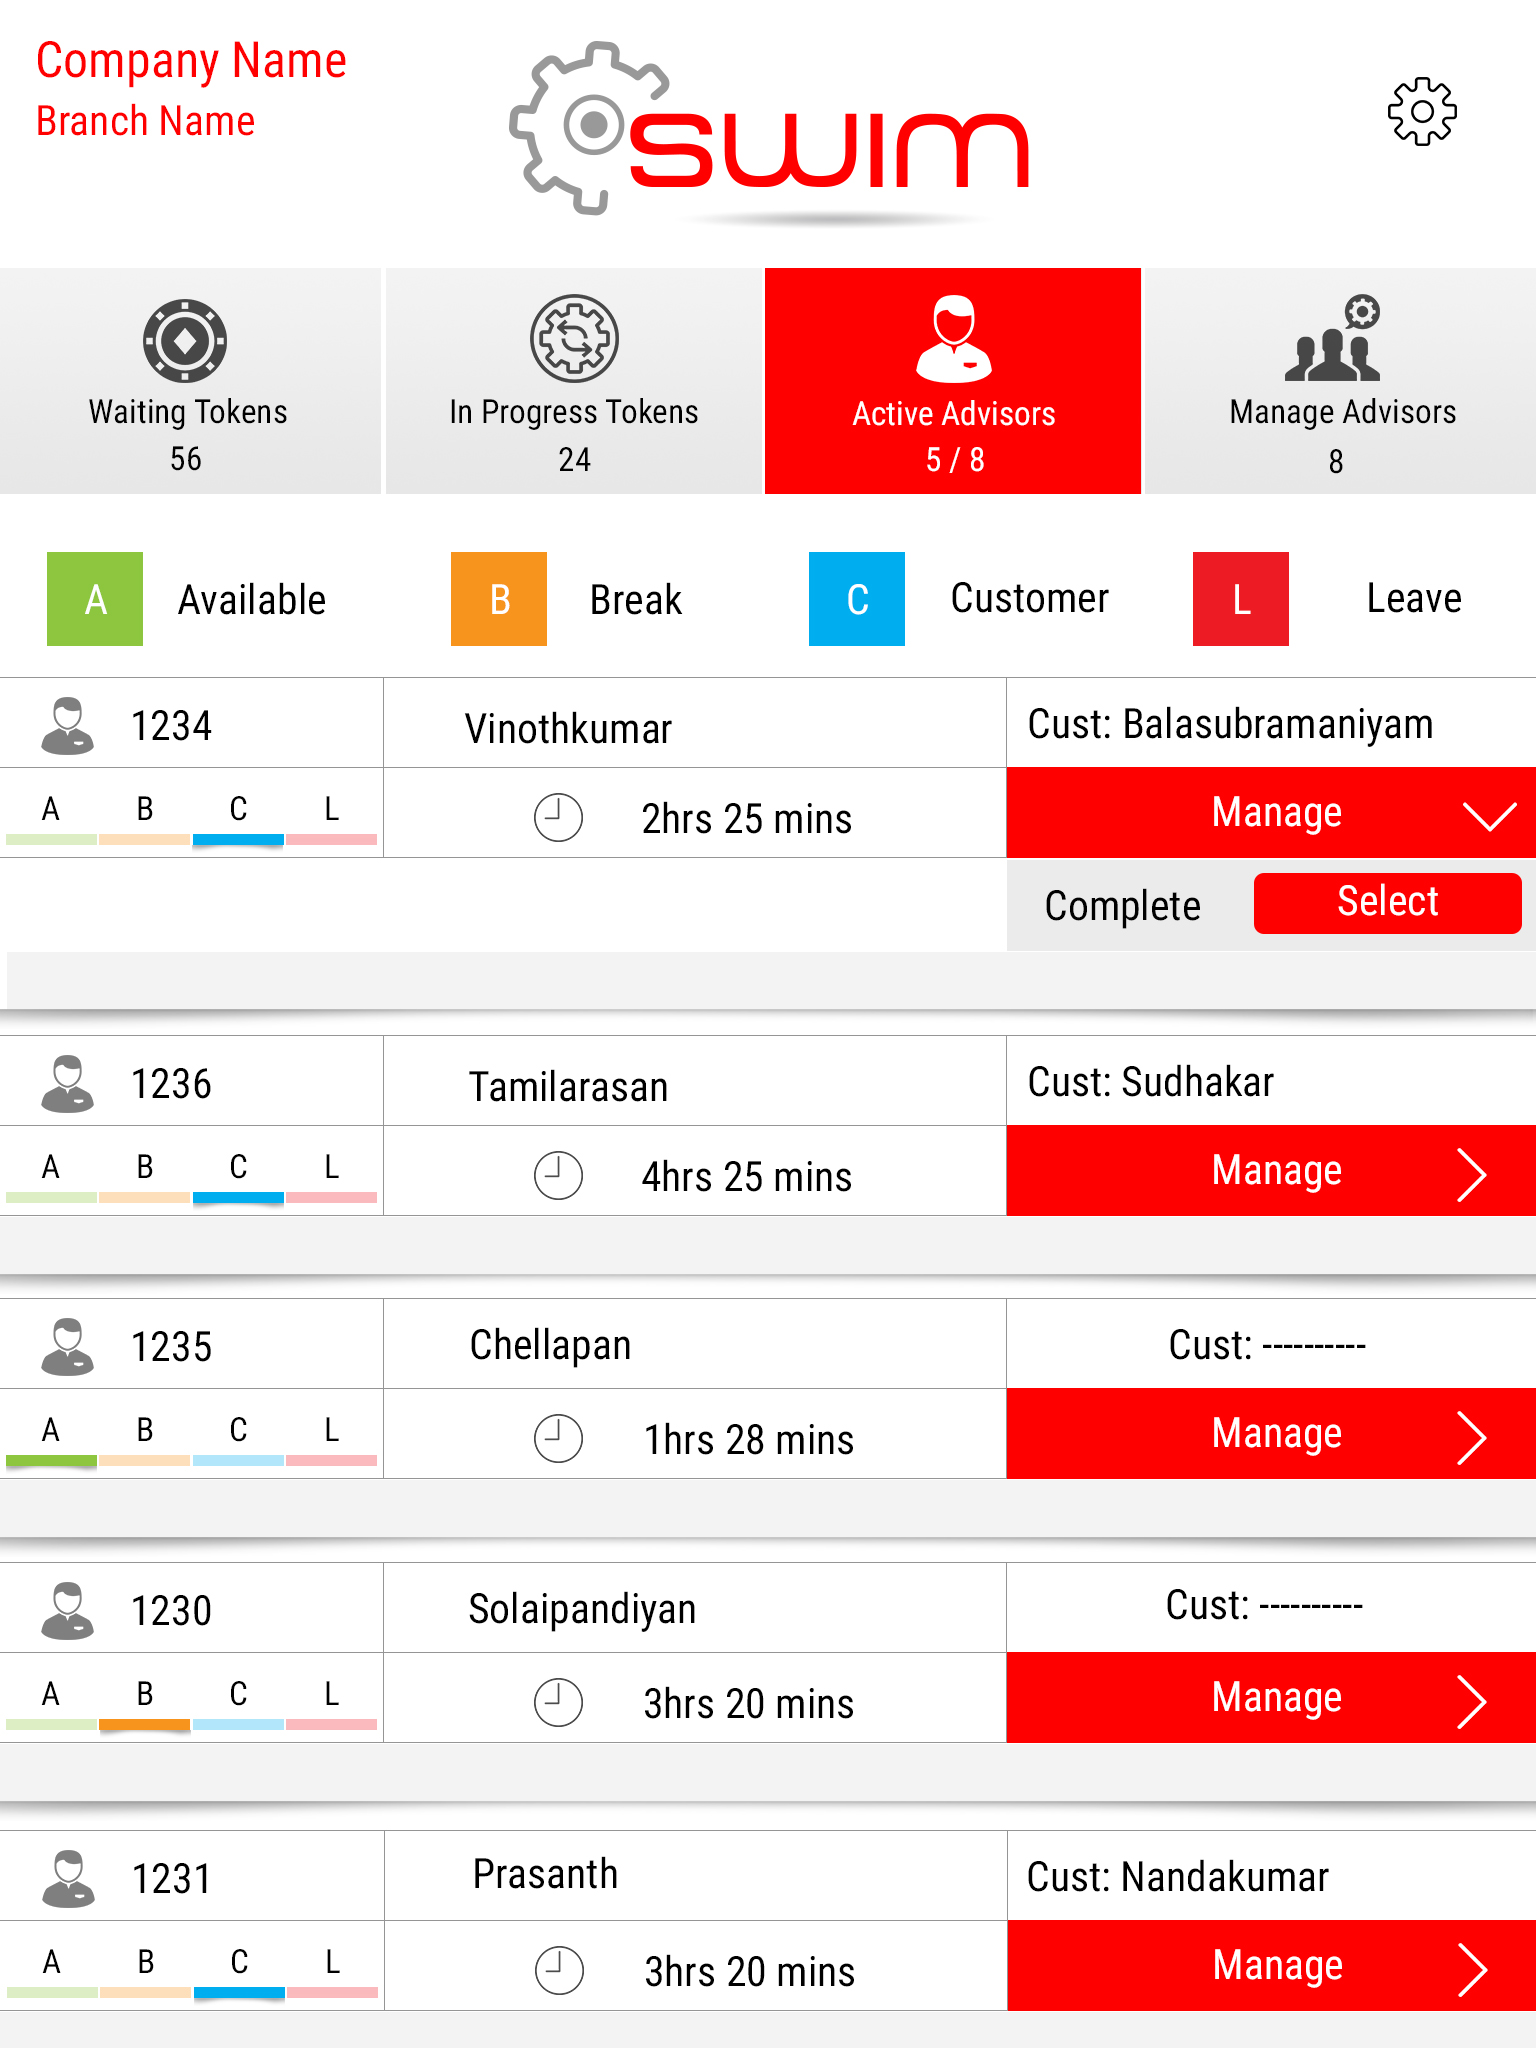 Company Name
Branch Name
swim
Waiting Tokens
56
In Progress Tokens
24
Active Advisors
5 / 8
Manage Advisors
8
A Available B Break C Customer L Leave
1234 Vinothkumar Cust: Balasubramaniyam
A B C L 2hrs 25 mins Manage
Complete Select
1236 Tamilarasan Cust: Sudhakar
A B C L 4hrs 25 mins Manage
1235 Chellapan Cust: ----------
A B C L 1hrs 28 mins Manage
1230 Solaipandiyan Cust: ----------
A B C L 3hrs 20 mins Manage
1231 Prasanth Cust: Nandakumar
A B C L 3hrs 20 mins Manage